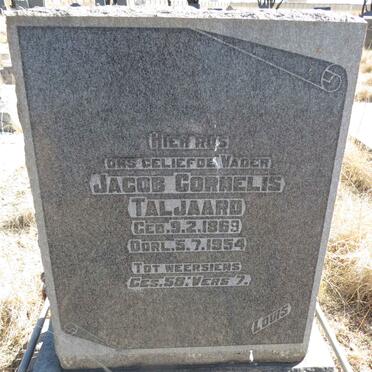 HIER RUS
ONS GELIEFDE VADER
JACOB CORNELIS
TALJAARD
GEB. 9.2.1869
OORL. 5.7.1954
TOT WEERSIENS
GES. 58: VERS 7.
LOUIS